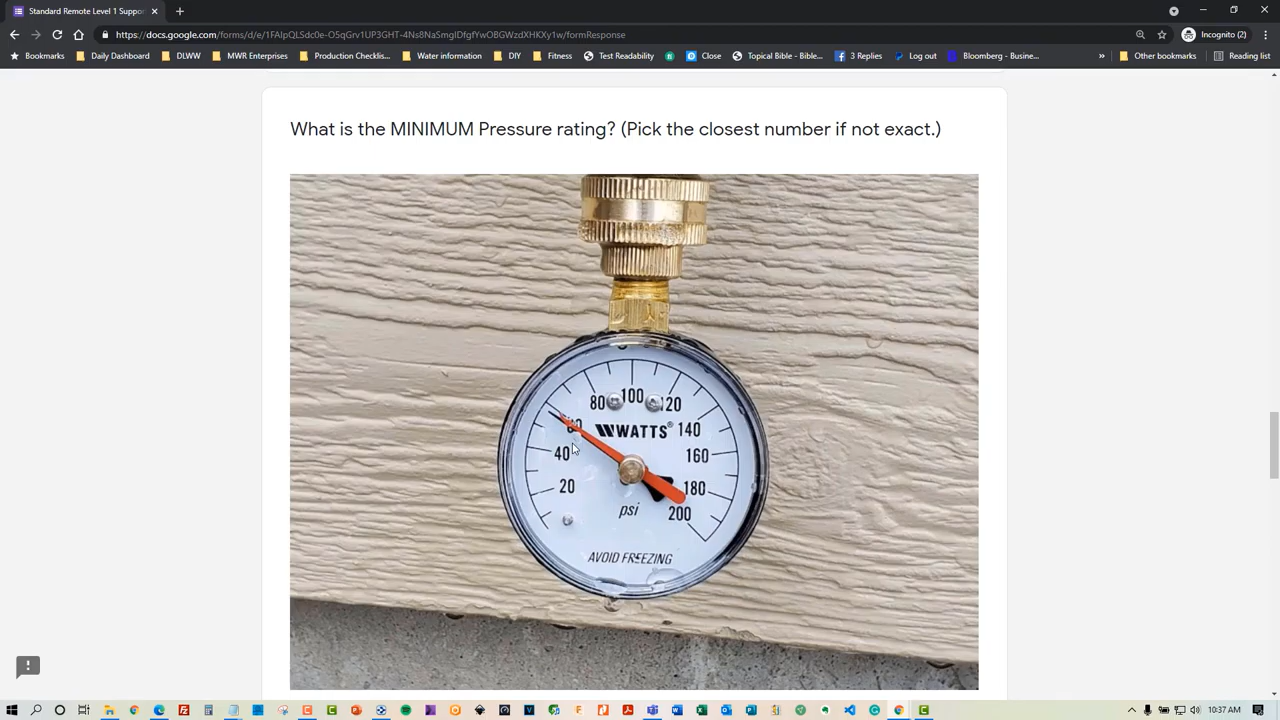 Standard Remote Level 1 Suppor
https://docs.google.com/forms/d/e/1FAIpQLSdc0e-O5qGrv1UP3GHT-4Ns8NaSmgIDfgfYwOBGWzdXHKXy1w/formResponse
Incognito (2)
Bookmarks Daily Dashboard DLWW MWR Enterprises Production Checklis... Water information DIY Fitness Test Readability Close Topical Bible - Bible... 3 Replies Log out Bloomberg - Busine... » Other bookmarks Reading list
What is the MINIMUM Pressure rating? (Pick the closest number if not exact.)
80 100 120
60 WATTS® 140
40 160
20 180
psi 200
AVOID FREEZING
10:37 AM